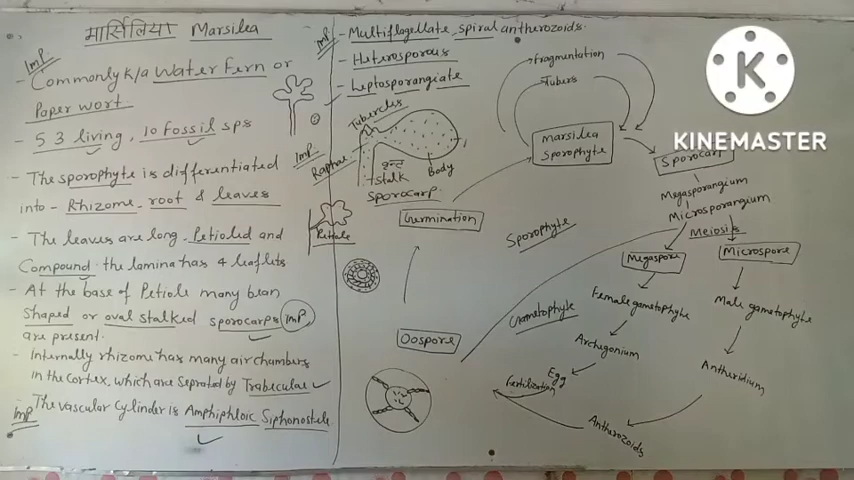 मार्सिलिया Marsilea
Imp
- Commonly k/a Water Fern or
Paper wort.
- 53 living, 10 Fossil sps
- The sporophyte is differentiated
into - Rhizome, root & leaves
- The leaves are long, Petioled and
Compound. the lamina has 4 leaflets
- At the base of Petiole many bean
shaped or oval stalked sporocarps Imp
are present.
- Internally rhizome has many air chambers
in the cortex, which are Seprated by Trabeculae
Imp - The vascular cylinder is Amphiphloic Siphonostele.
Imp - Multiflagellate, spiral antherozoids.
- Heterosporous
- Leptosporangiate
Tubercles
Imp.
Raphae
वृन्त
Stalk
Body
Sporocarp
Petiole
fragmentation
Tubers
Marsilea
Sporophyte
Sporocarp
Megasporangium
Microsporangium
Meiosis
Megaspore
Microspore
Germination
Sporophyte
Gametophyte
Female gametophyte
Male gametophyte
Archegonium
Antheridium
Egg
Fertilization
Antherozoids
Oospore
K
KINEMASTER